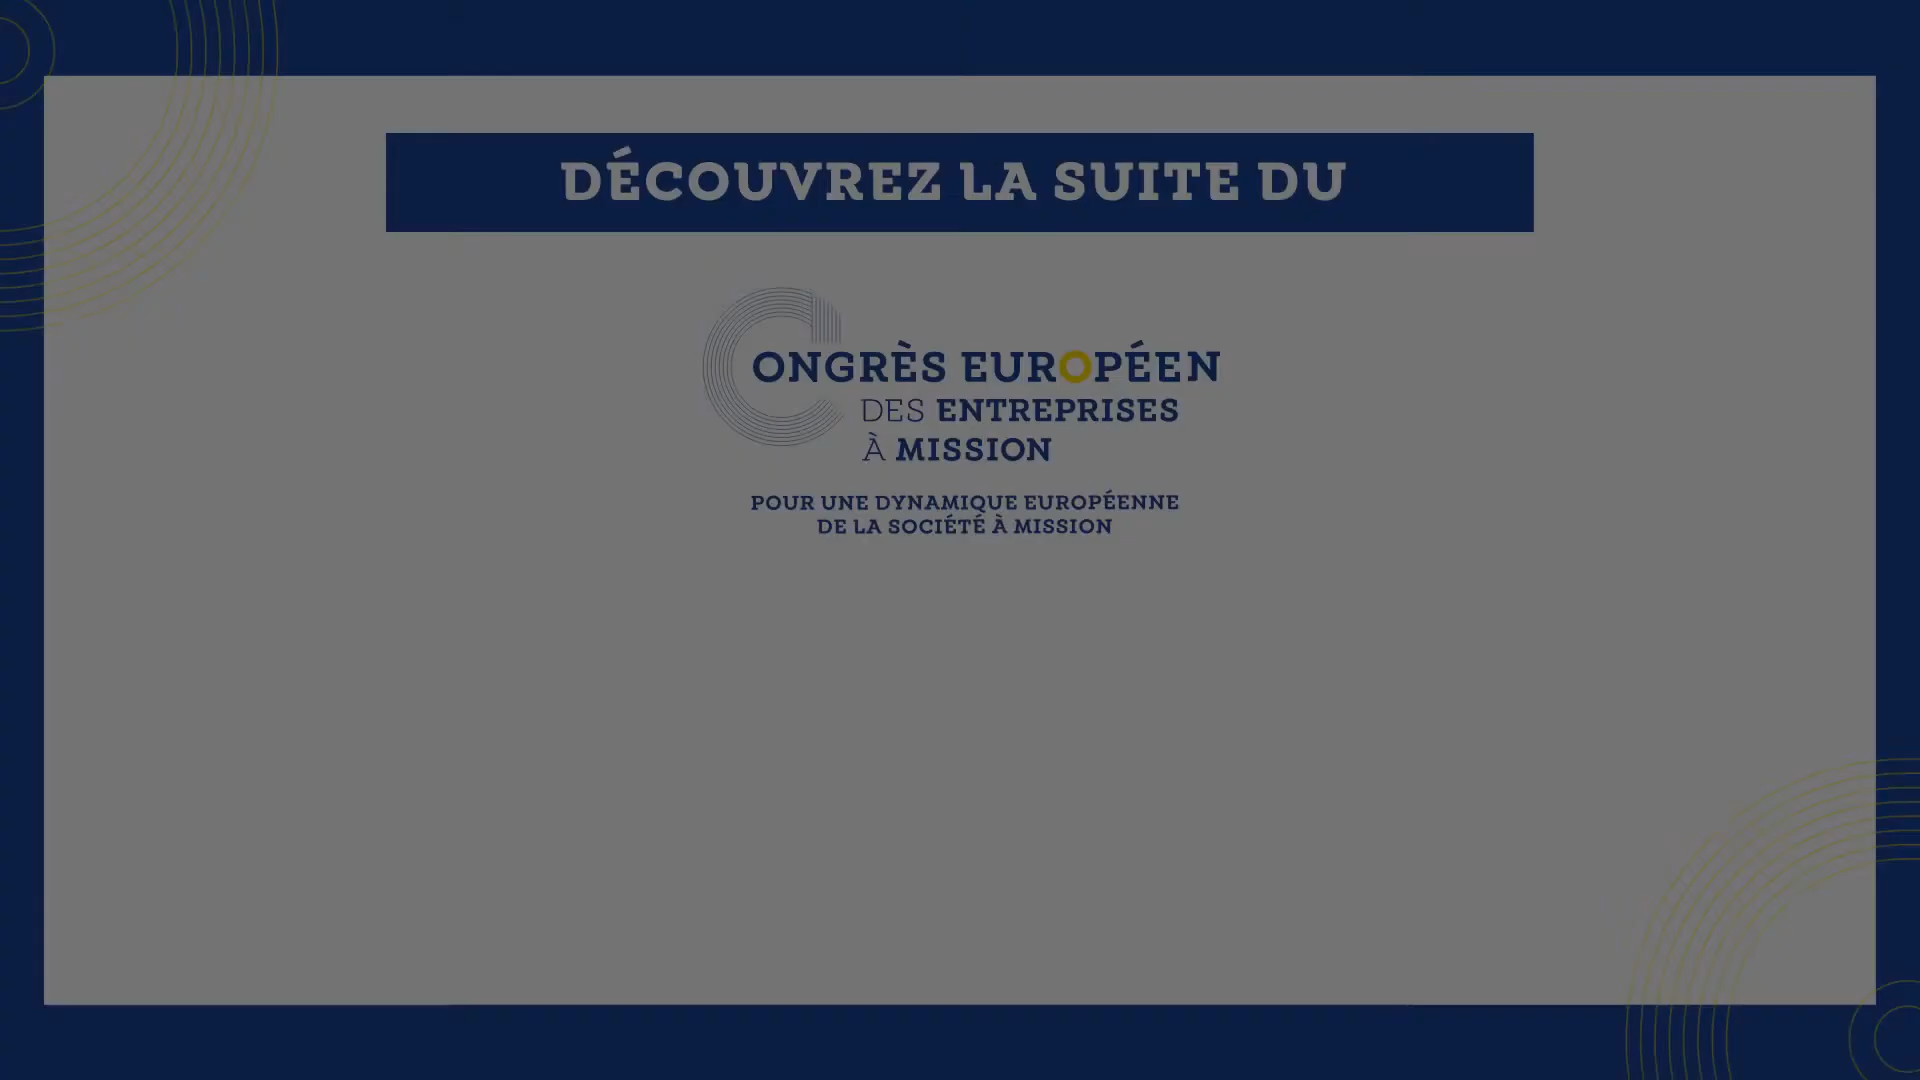 DÉCOUVREZ LA SUITE DU
CONGRÈS EUROPÉEN
DES ENTREPRISES
À MISSION
POUR UNE DYNAMIQUE EUROPÉENNE
DE LA SOCIÉTÉ À MISSION